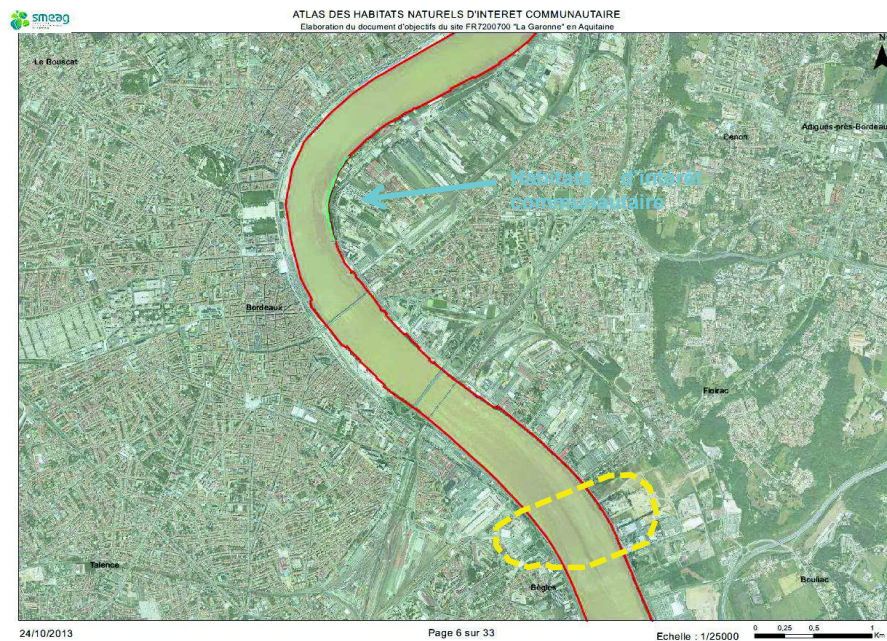 smeag
ATLAS DES HABITATS NATURELS D'INTERET COMMUNAUTAIRE
Elaboration du document d'objectifs du site FR7200700 "La Garonne" en Aquitaine
N
Le Bouscat
Cenon
Artigues-près-Bordeaux
Habitats d'intérêt
communautaire
Bordeaux
Floirac
Talence
Bègles
Bouliac
24/10/2013
Page 6 sur 33
Echelle : 1/25000
0 0,25 0,5 1
Km